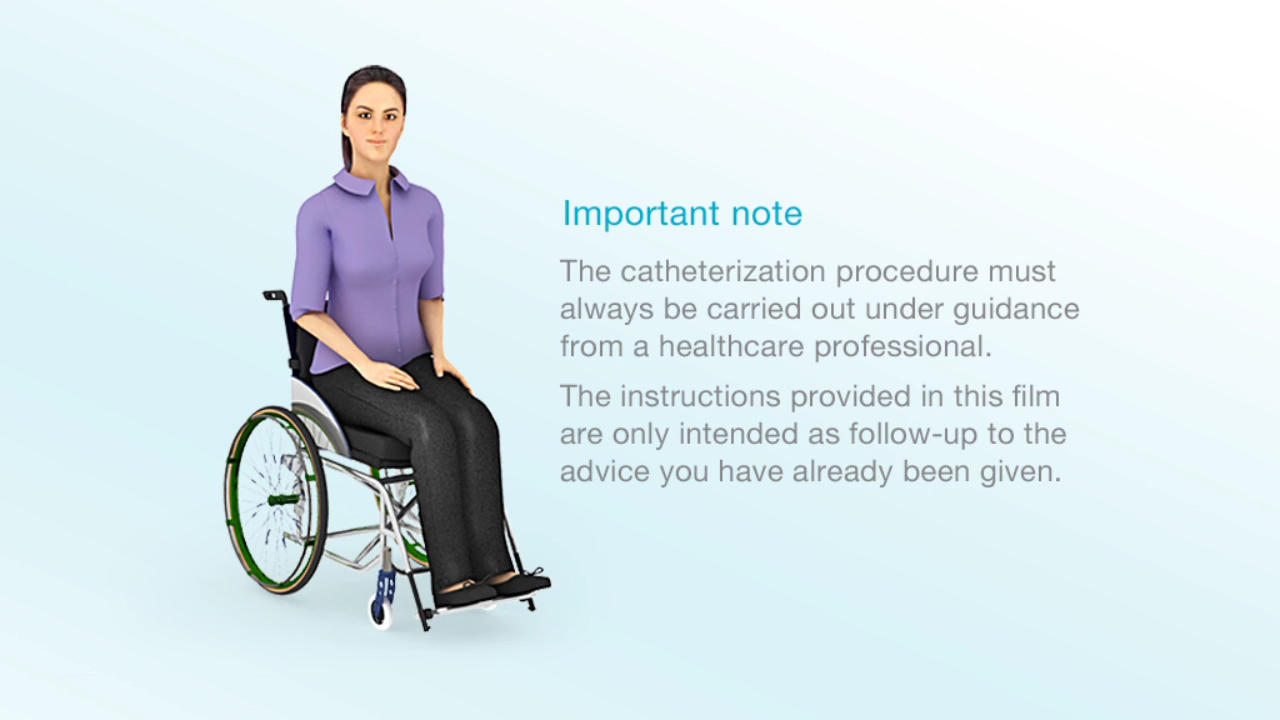 Important note
The catheterization procedure must
always be carried out under guidance
from a healthcare professional.
The instructions provided in this film
are only intended as follow-up to the
advice you have already been given.